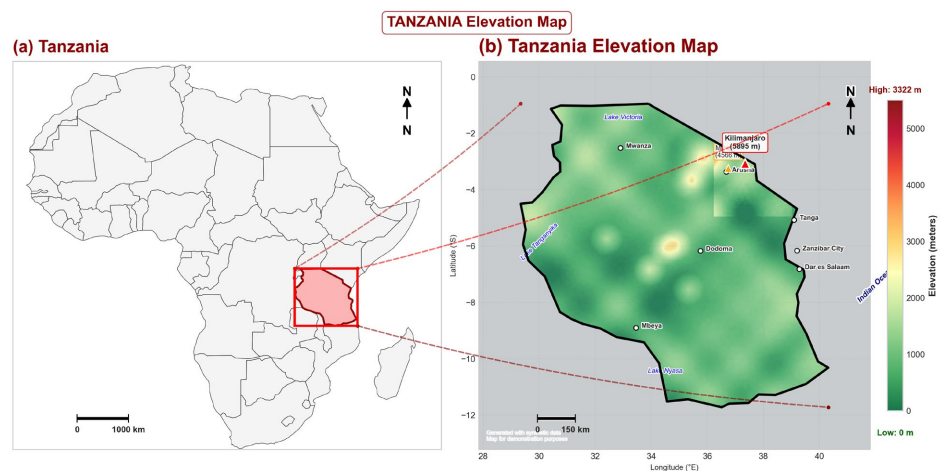 TANZANIA Elevation Map
(a) Tanzania
(b) Tanzania Elevation Map
N
N
1000 km
0
0
−2
−4
−6
−8
−10
−12
Latitude (°S)
28
30
32
34
36
38
40
Longitude (°E)
N
N
Lake Victoria
Mwanza
Kilimanjaro
(5895 m)
(4566 m)
Arusha
Tanga
Zanzibar City
Dar es Salaam
Dodoma
Lake Tanganyika
Mbeya
Lake Nyasa
Indian Oce
0
150 km
Generated with synthetic data
Map for demonstration purposes
High: 3322 m
5000
4000
3000
2000
1000
0
Elevation (meters)
Low: 0 m